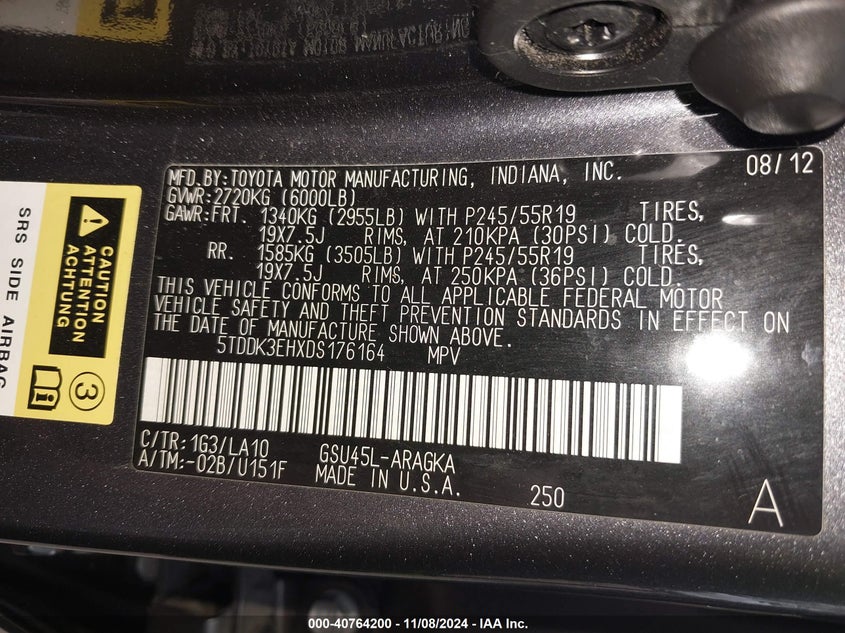 MFD.BY:TOYOTA MOTOR MANUFACTURING, INDIANA, INC. 08/12
GVWR:2720KG (6000LB)
GAWR:FRT. 1340KG (2955LB) WITH P245/55R19 TIRES,
19X7.5J RIMS, AT 210KPA (30PSI) COLD.
RR. 1585KG (3505LB) WITH P245/55R19 TIRES,
19X7.5J RIMS, AT 250KPA (36PSI) COLD.
THIS VEHICLE CONFORMS TO ALL APPLICABLE FEDERAL MOTOR
VEHICLE SAFETY AND THEFT PREVENTION STANDARDS IN EFFECT ON
THE DATE OF MANUFACTURE SHOWN ABOVE.
5TDDK3EHXDS176164 MPV
C/TR:1G3/LA10 GSU45L-ARAGKA
A/TM:-02B/U151F MADE IN U.S.A.
250
A
CAUTION
ATTENTION
ACHTUNG
SRS SIDE AIRBAG
3
000-40764200 - 11/08/2024 - IAA Inc.